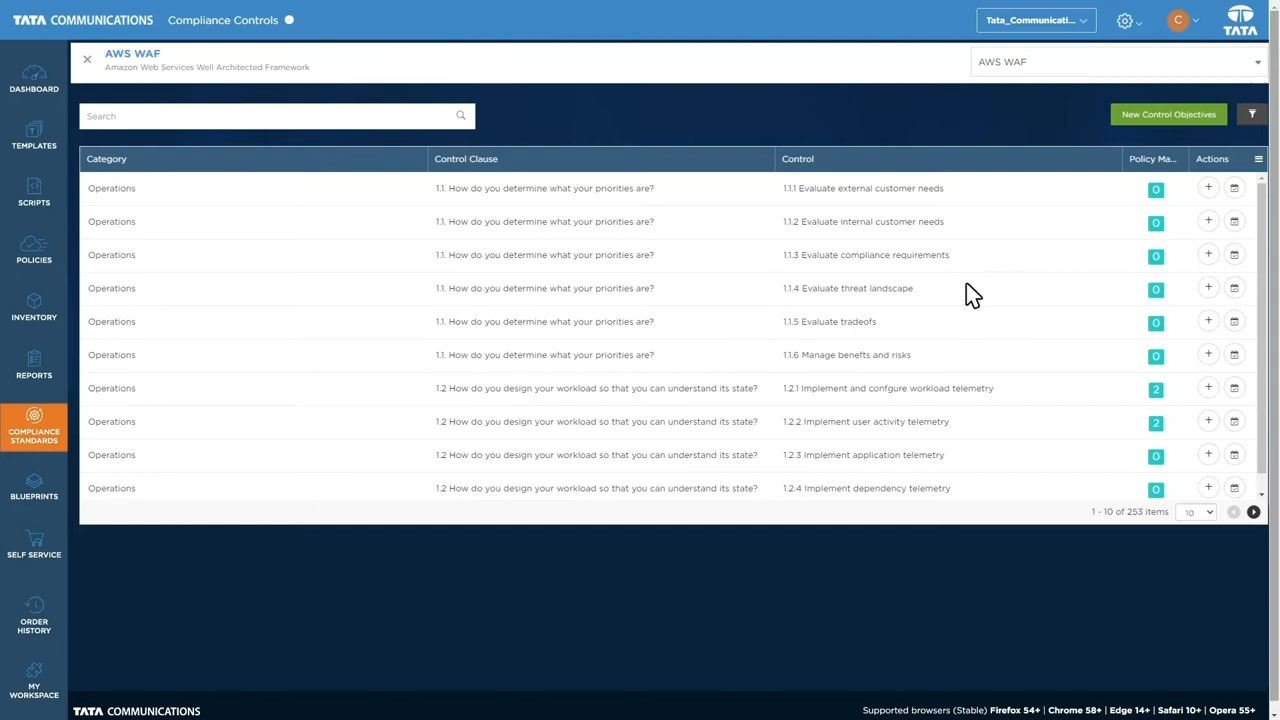 TATA COMMUNICATIONS Compliance Controls Tata_Communicati... C TATA
AWS WAF
Amazon Web Services Well Architected Framework
AWS WAF
DASHBOARD
TEMPLATES
SCRIPTS
POLICIES
INVENTORY
REPORTS
COMPLIANCE
STANDARDS
BLUEPRINTS
SELF SERVICE
ORDER
HISTORY
MY
WORKSPACE
Search
New Control Objectives
Category Control Clause Control Policy Ma... Actions
Operations 1.1. How do you determine what your priorities are? 1.1.1 Evaluate external customer needs 0
Operations 1.1. How do you determine what your priorities are? 1.1.2 Evaluate internal customer needs 0
Operations 1.1. How do you determine what your priorities are? 1.1.3 Evaluate compliance requirements 0
Operations 1.1. How do you determine what your priorities are? 1.1.4 Evaluate threat landscape 0
Operations 1.1. How do you determine what your priorities are? 1.1.5 Evaluate tradeofs 0
Operations 1.1. How do you determine what your priorities are? 1.1.6 Manage benefts and risks 0
Operations 1.2 How do you design your workload so that you can understand its state? 1.2.1 Implement and confgure workload telemetry 2
Operations 1.2 How do you design your workload so that you can understand its state? 1.2.2 Implement user activity telemetry 2
Operations 1.2 How do you design your workload so that you can understand its state? 1.2.3 Implement application telemetry 0
Operations 1.2 How do you design your workload so that you can understand its state? 1.2.4 Implement dependency telemetry 0
1 - 10 of 253 items 10
TATA COMMUNICATIONS
Supported browsers (Stable) Firefox 54+ | Chrome 58+ | Edge 14+ | Safari 10+ | Opera 55+